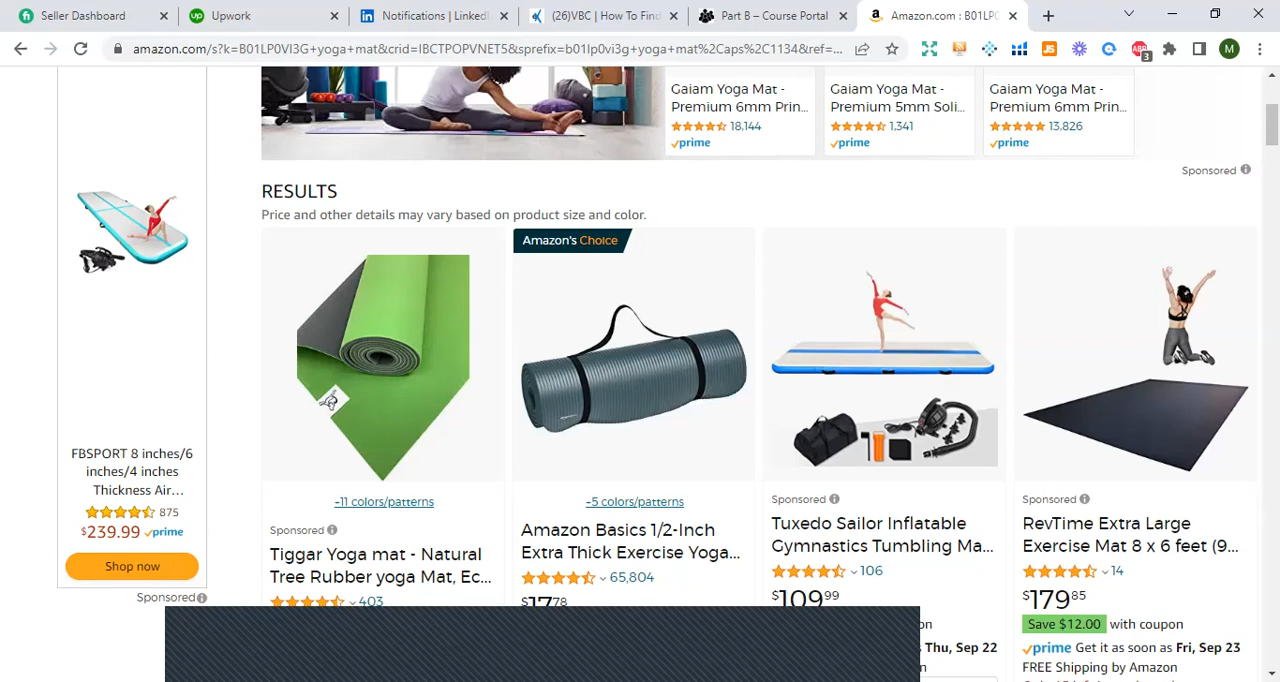 Seller Dashboard
Upwork
Notifications | LinkedI
(26)VBC | How To Find
Part B – Course Portal
Amazon.com : B01LP0
amazon.com/s?k=B01LP0VI3G+yoga+mat&crid=IBCTPOPVNET5&sprefix=b01lp0vi3g+yoga+mat%2Caps%2C1134&ref=...
JS
ABP
3
M
Gaiam Yoga Mat -
Premium 6mm Prin...
18,144
prime
Gaiam Yoga Mat -
Premium 5mm Soli...
1,341
prime
Gaiam Yoga Mat -
Premium 6mm Prin...
13,826
prime
Sponsored
RESULTS
Price and other details may vary based on product size and color.
FBSPORT 8 inches/6
inches/4 inches
Thickness Air...
875
$239.99 prime
Shop now
Sponsored
+11 colors/patterns
Sponsored
Tiggar Yoga mat - Natural
Tree Rubber yoga Mat, Ec...
403
Amazon's Choice
+5 colors/patterns
Amazon Basics 1/2-Inch
Extra Thick Exercise Yoga...
65,804
$17.78
Sponsored
Tuxedo Sailor Inflatable
Gymnastics Tumbling Ma...
106
$109.99
on
Thu, Sep 22
n
Sponsored
RevTime Extra Large
Exercise Mat 8 x 6 feet (9...
14
$179.85
Save $12.00 with coupon
prime Get it as soon as Fri, Sep 23
FREE Shipping by Amazon